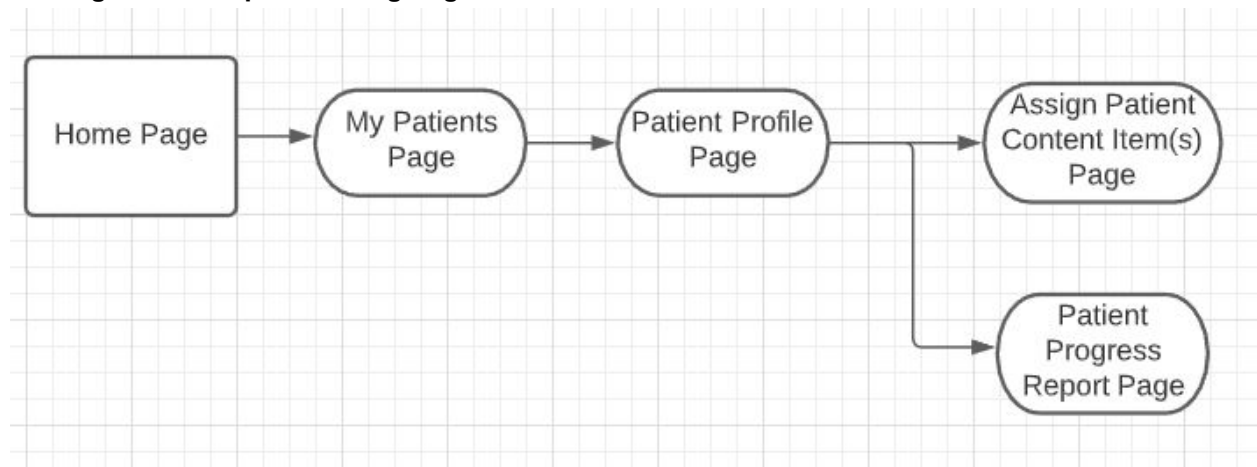 Home Page
My Patients
Page
Patient Profile
Page
Assign Patient
Content Item(s)
Page
Patient
Progress
Report Page